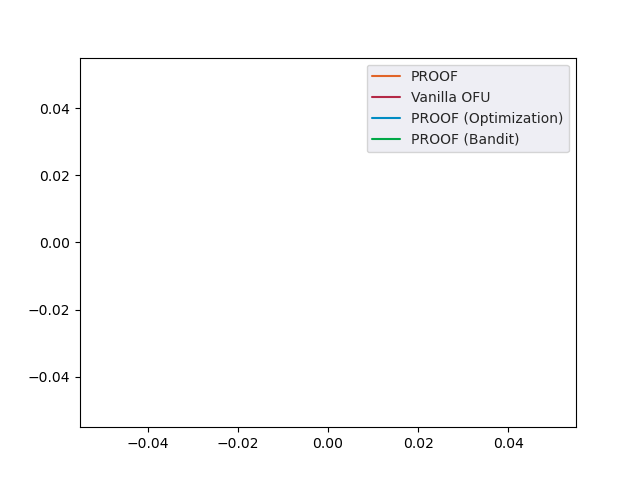 PROOF
Vanilla OFU
PROOF (Optimization)
PROOF (Bandit)
0.04
0.02
0.00
−0.02
−0.04
−0.04 −0.02 0.00 0.02 0.04